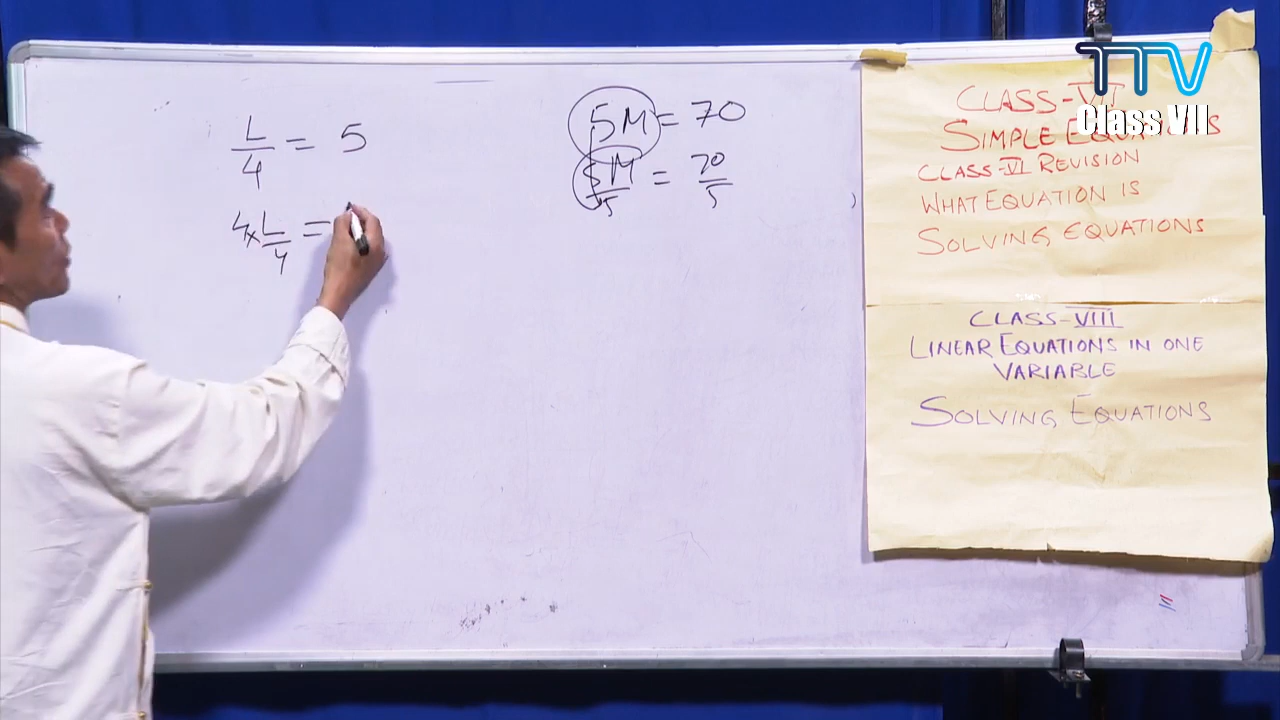 L/4 = 5
4×L/4 =
5M = 70
5M/5 = 70/5
TTV
Class VII
CLASS-VII
SIMPLE EQUATIONS
CLASS-VI REVISION
WHAT EQUATION IS
SOLVING EQUATIONS
CLASS-VIII
LINEAR EQUATIONS IN ONE
VARIABLE
SOLVING EQUATIONS